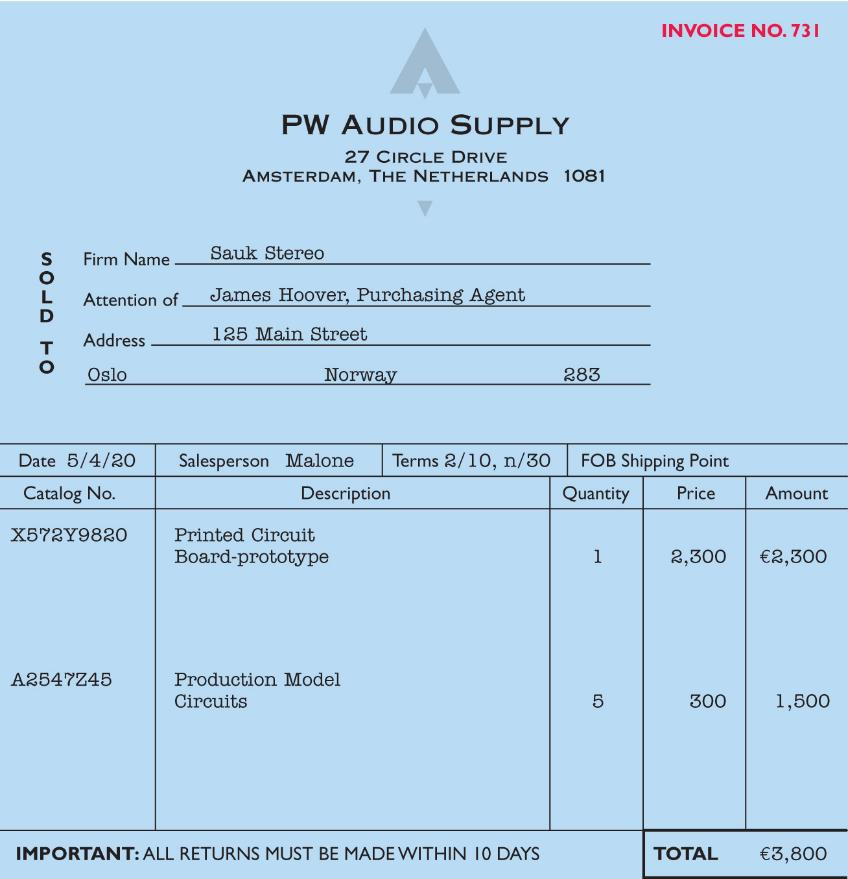 INVOICE NO. 731
PW AUDIO SUPPLY
27 CIRCLE DRIVE
AMSTERDAM, THE NETHERLANDS 1081
SOLD TO
Firm Name Sauk Stereo
Attention of James Hoover, Purchasing Agent
Address 125 Main Street
Oslo Norway 283
Date 5/4/20 Salesperson Malone Terms 2/10, n/30 FOB Shipping Point
Catalog No. Description Quantity Price Amount
X572Y9820 Printed Circuit
Board-prototype 1 2,300 €2,300
A2547Z45 Production Model
Circuits 5 300 1,500
IMPORTANT: ALL RETURNS MUST BE MADE WITHIN 10 DAYS TOTAL €3,800